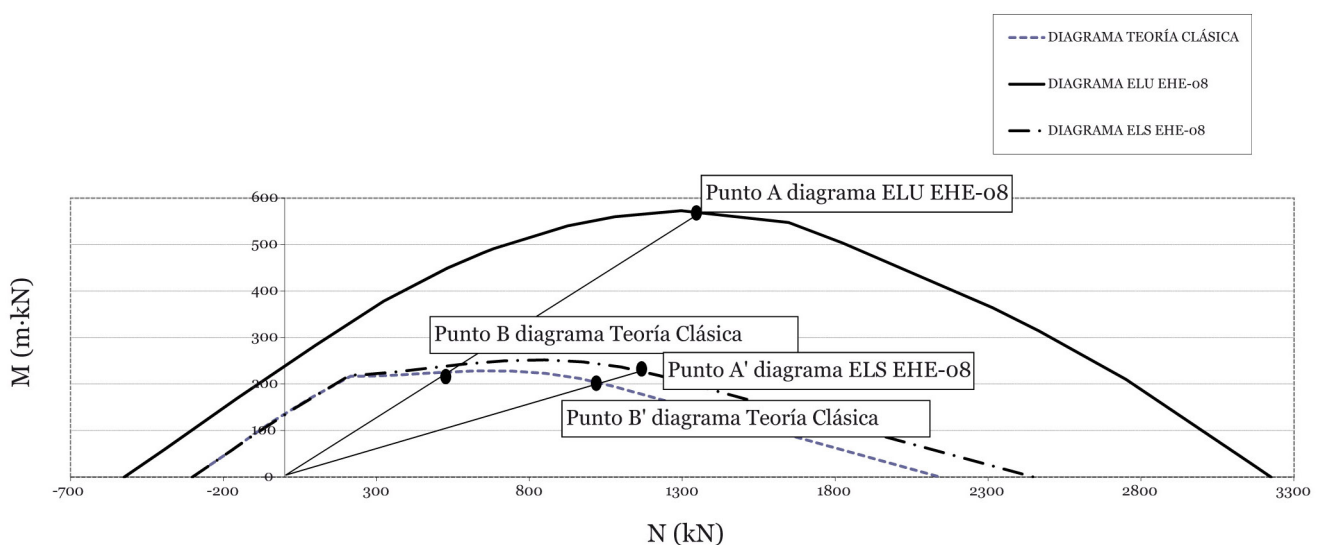 DIAGRAMA TEORÍA CLÁSICA
DIAGRAMA ELU EHE-08
DIAGRAMA ELS EHE-08
Punto A diagrama ELU EHE-08
Punto B diagrama Teoría Clásica
Punto A' diagrama ELS EHE-08
Punto B' diagrama Teoría Clásica
M (m·kN)
600
500
400
300
200
100
0
-700
-200
300
800
1300
1800
2300
2800
3300
N (kN)